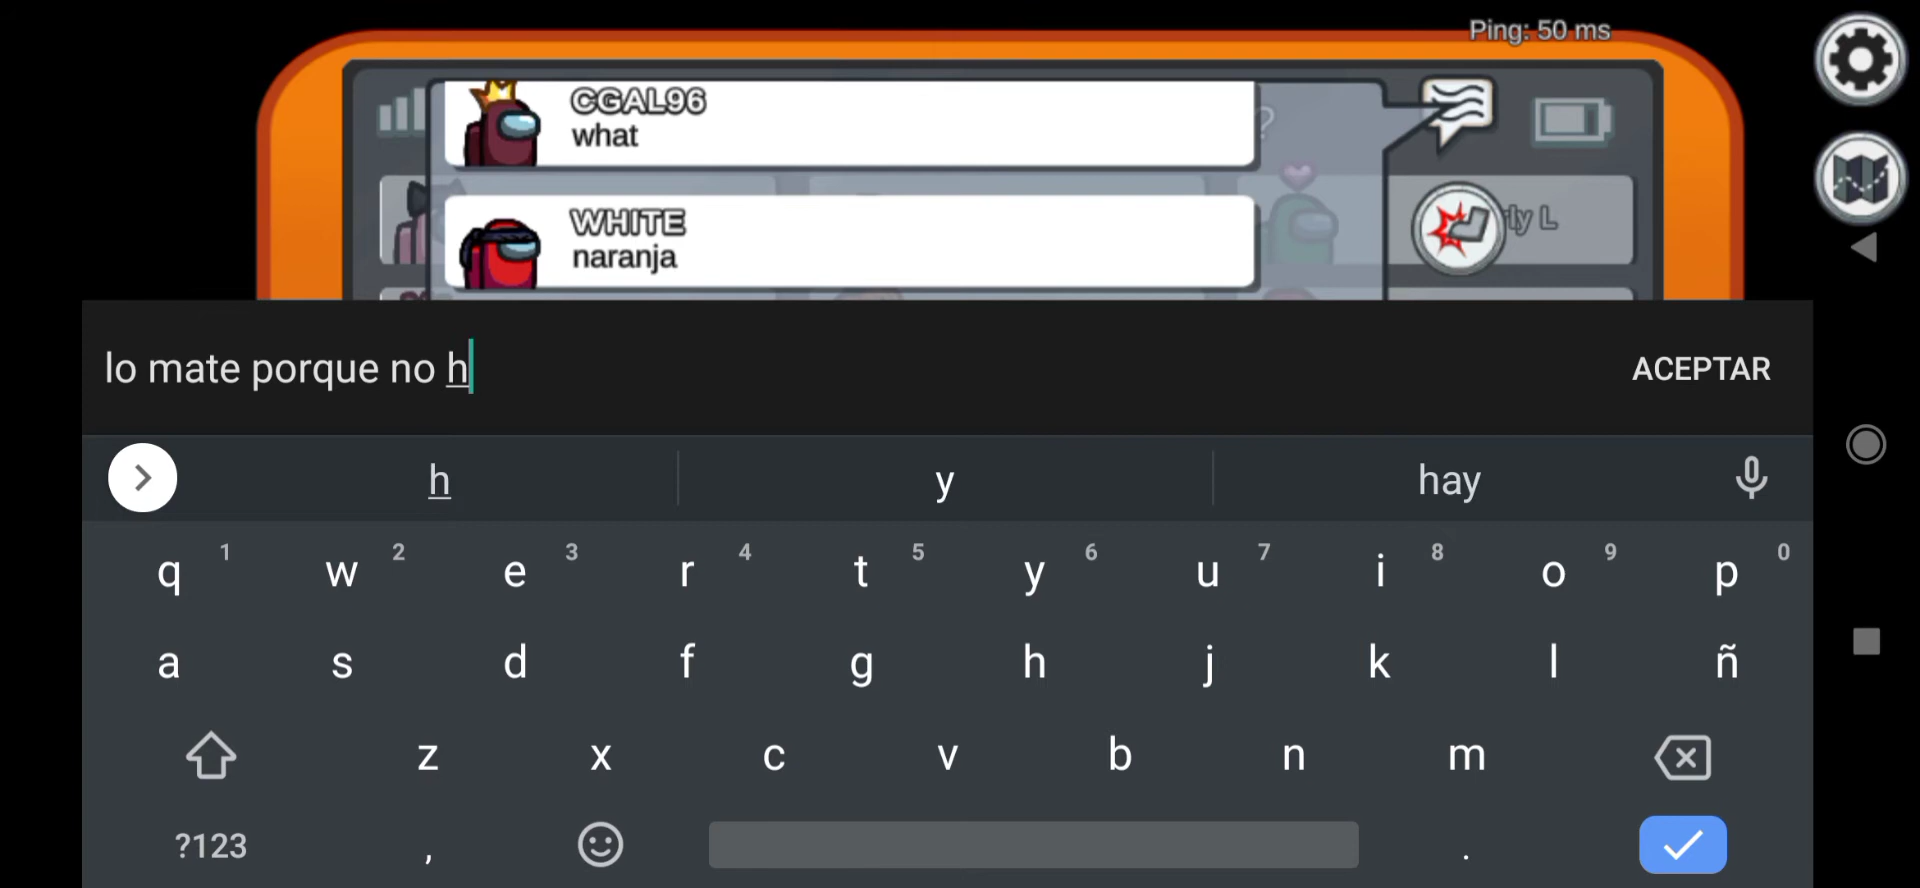 Ping: 50 ms
CGAL96
what
?
WHITE
naranja
ly L
lo mate porque no h
ACEPTAR
h y hay
q 1 w 2 e 3 r 4 t 5 y 6 u 7 i 8 o 9 p 0
a s d f g h j k l ñ
z x c v b n m
?123 , .